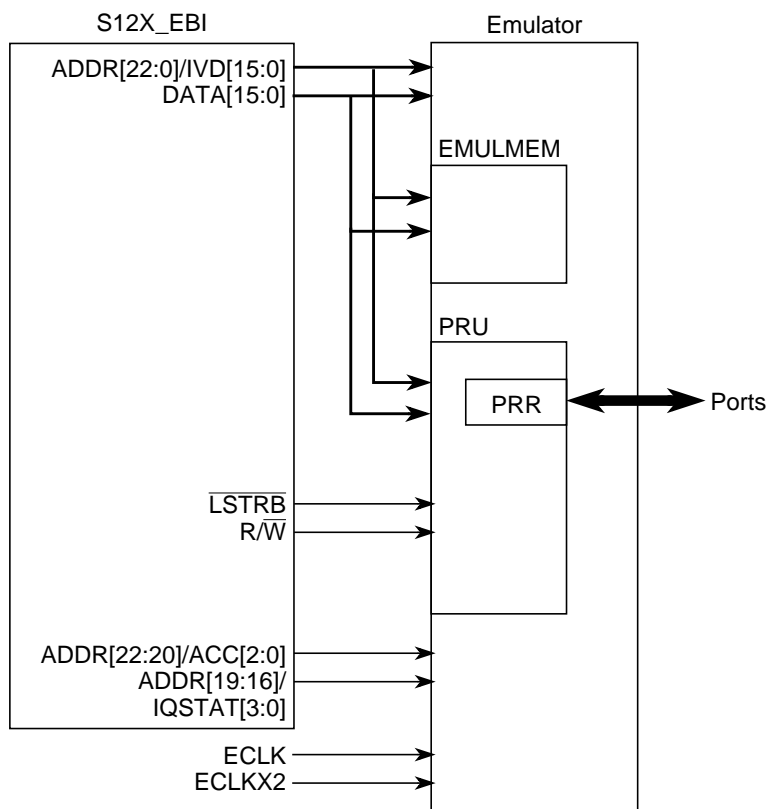 S12X_EBI
Emulator
ADDR[22:0]/IVD[15:0]
DATA[15:0]
EMULMEM
PRU
PRR
Ports
LSTRB
R/W
ADDR[22:20]/ACC[2:0]
ADDR[19:16]/
IQSTAT[3:0]
ECLK
ECLKX2